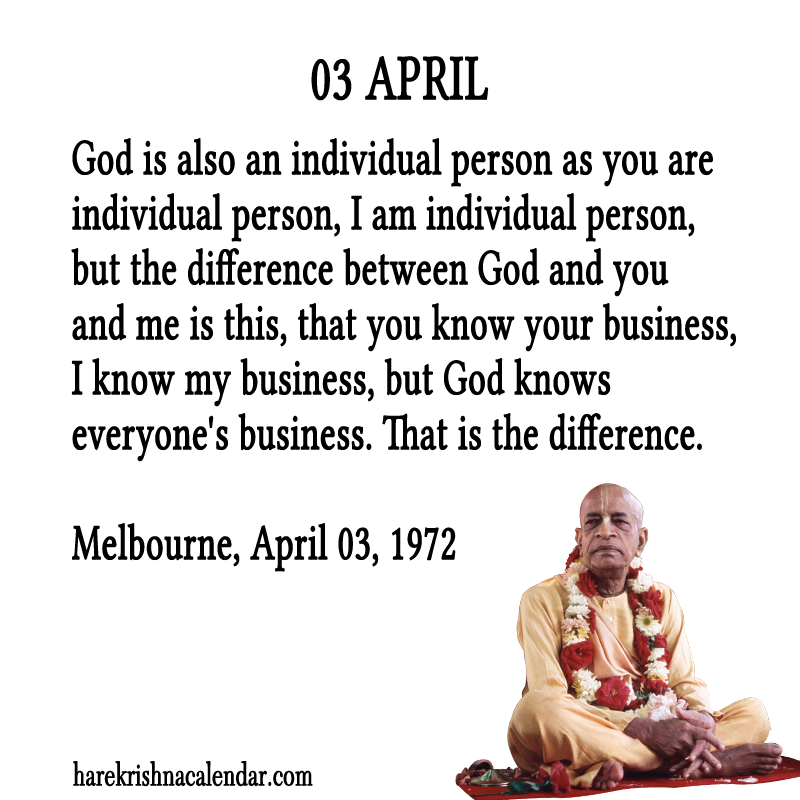 03 APRIL
God is also an individual person as you are
individual person, I am individual person,
but the difference between God and you
and me is this, that you know your business,
I know my business, but God knows
everyone's business. That is the difference.
Melbourne, April 03, 1972
harekrishnacalendar.com